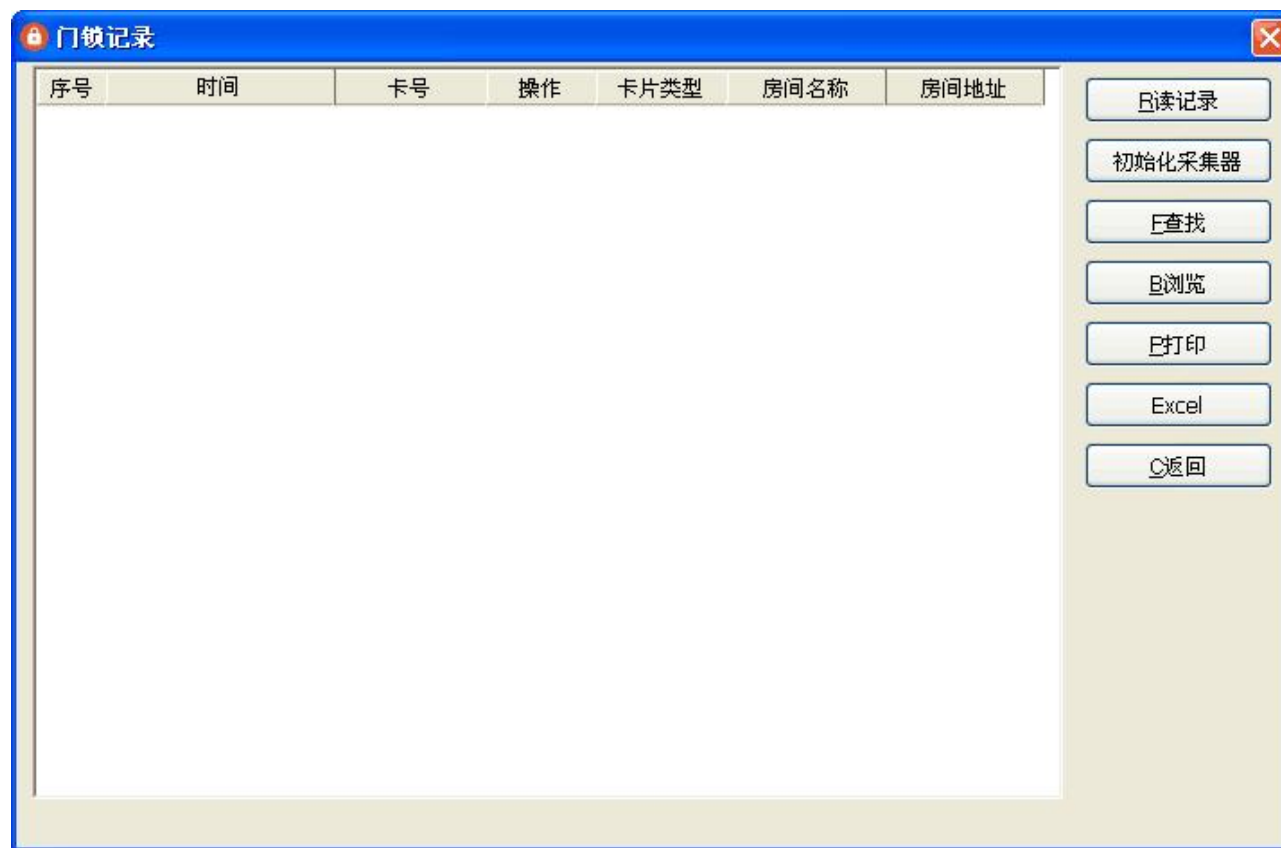 门锁记录
序号 时间 卡号 操作 卡片类型 房间名称 房间地址
R读记录
初始化采集器
F查找
B浏览
P打印
Excel
C返回